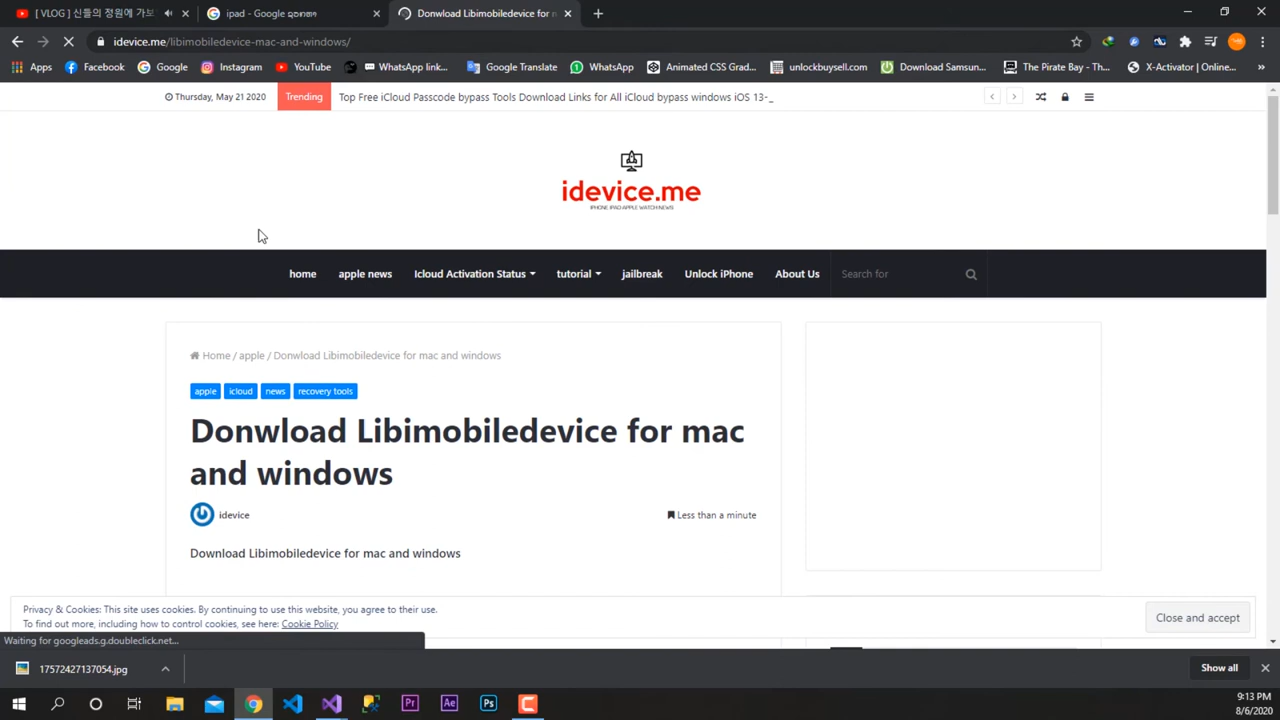 [ VLOG ] 신들의 정원에 가보
ipad - Google
Donwload Libimobiledevice for m
idevice.me/libimobiledevice-mac-and-windows/
Apps
Facebook
Google
Instagram
YouTube
WhatsApp link...
Google Translate
WhatsApp
Animated CSS Grad...
unlockbuysell.com
Download Samsun...
The Pirate Bay - Th...
X-Activator | Online...
»
Thursday, May 21 2020
Trending
Top Free iCloud Passcode bypass Tools Download Links for All iCloud bypass windows iOS 13-_
idevice.me
IPHONE IPAD APPLE WATCH NEWS
home
apple news
Icloud Activation Status
tutorial
jailbreak
Unlock iPhone
About Us
Search for
Home / apple / Donwload Libimobiledevice for mac and windows
apple
icloud
news
recovery tools
Donwload Libimobiledevice for mac
and windows
idevice
Less than a minute
Download Libimobiledevice for mac and windows
Privacy & Cookies: This site uses cookies. By continuing to use this website, you agree to their use.
To find out more, including how to control cookies, see here: Cookie Policy
Close and accept
Waiting for googleads.g.doubleclick.net...
17572427137054.jpg
Show all
Pr
Ae
Ps
9:13 PM
8/6/2020